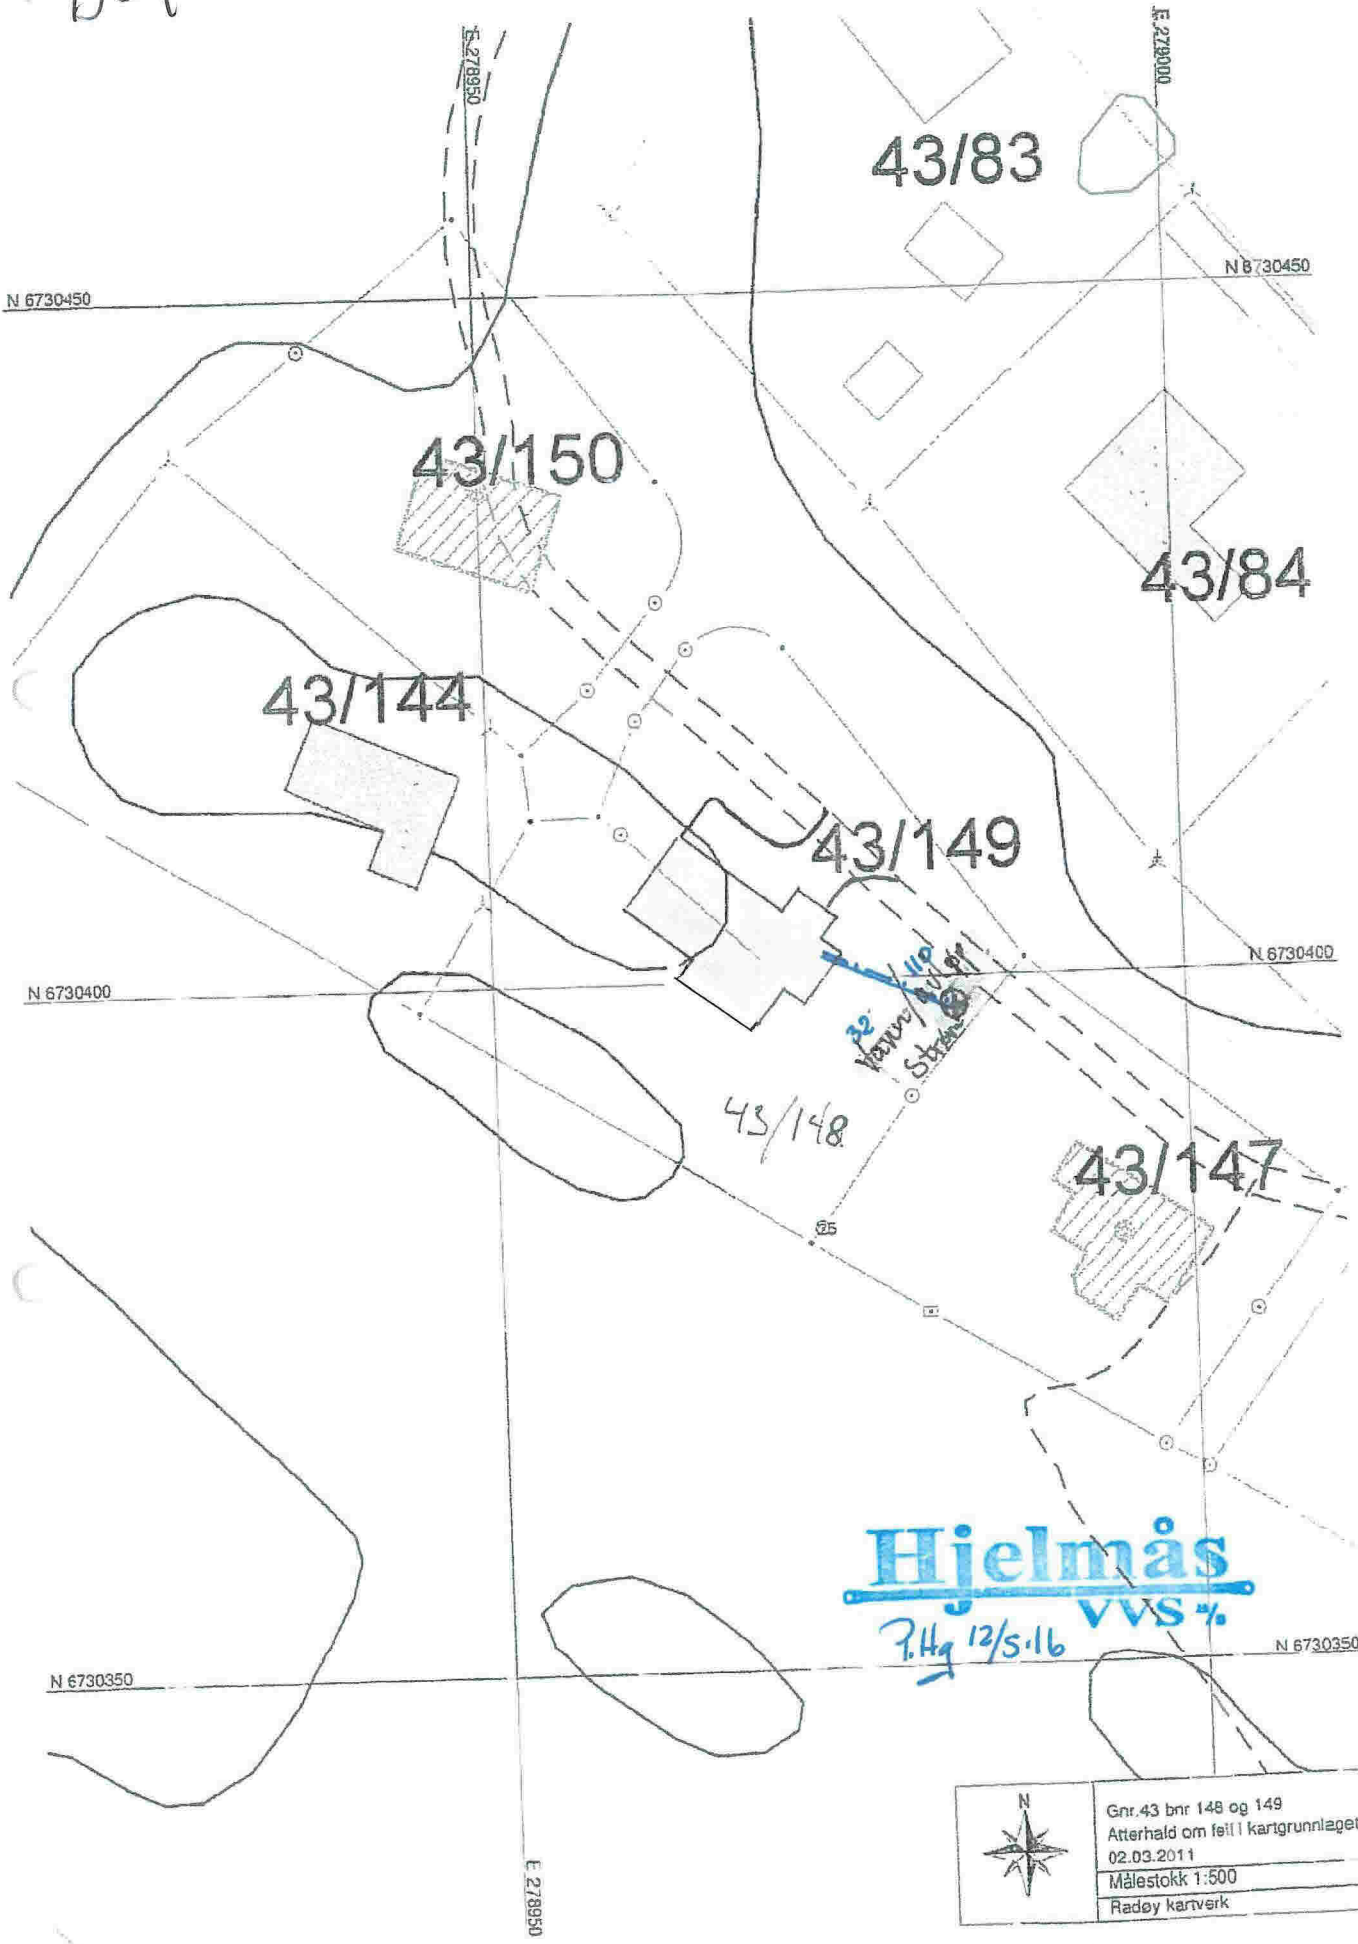 E 278950
E 279000
43/83
N 6730450
N 6730450
43/150
43/84
43/144
43/149
N 6730400
N 6730400
110
32
Vann/avløp
Strøm
43/148
43/147
Hjelmås
VVS A/S
P.Hg 12/5-16
N 6730350
N 6730350
E 278950
N
Gnr.43 bnr 148 og 149
Atterhald om feil i kartgrunnlaget
02.03.2011
Målestokk 1:500
Radøy kartverk